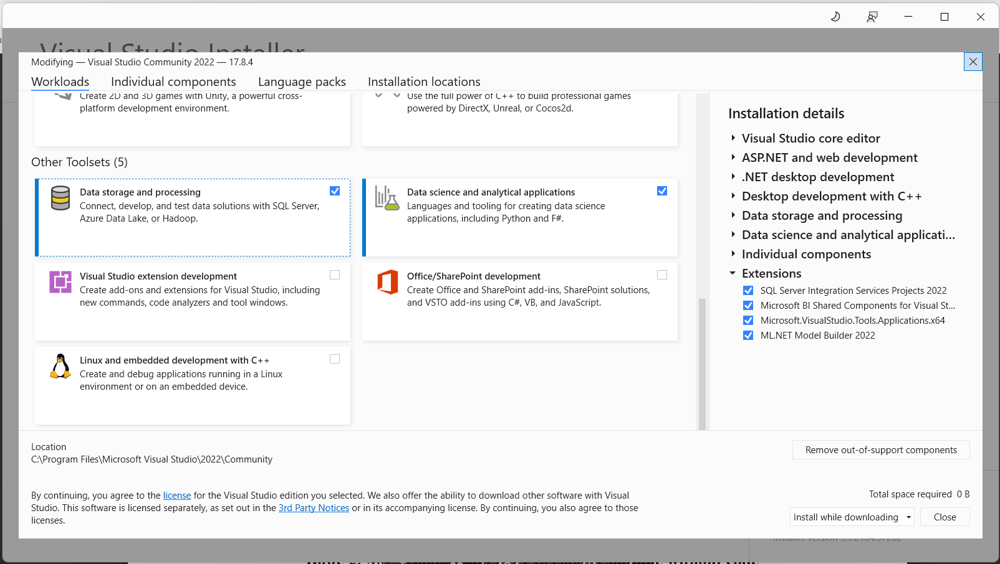 Visual Studio Installer
Modifying — Visual Studio Community 2022 — 17.8.4
Workloads Individual components Language packs Installation locations
Create 2D and 3D games with Unity, a powerful cross-
platform development environment.
Use the full power of C++ to build professional games
powered by DirectX, Unreal, or Cocos2d.
Other Toolsets (5)
Data storage and processing
Connect, develop, and test data solutions with SQL Server,
Azure Data Lake, or Hadoop.
Data science and analytical applications
Languages and tooling for creating data science
applications, including Python and F#.
Visual Studio extension development
Create add-ons and extensions for Visual Studio, including
new commands, code analyzers and tool windows.
Office/SharePoint development
Create Office and SharePoint add-ins, SharePoint solutions,
and VSTO add-ins using C#, VB, and JavaScript.
Linux and embedded development with C++
Create and debug applications running in a Linux
environment or on an embedded device.
Installation details
Visual Studio core editor
ASP.NET and web development
.NET desktop development
Desktop development with C++
Data storage and processing
Data science and analytical applicati...
Individual components
Extensions
SQL Server Integration Services Projects 2022
Microsoft BI Shared Components for Visual St...
Microsoft.VisualStudio.Tools.Applications.x64
ML.NET Model Builder 2022
Location
C:\Program Files\Microsoft Visual Studio\2022\Community
Remove out-of-support components
By continuing, you agree to the license for the Visual Studio edition you selected. We also offer the ability to download other software with Visual
Studio. This software is licensed separately, as set out in the 3rd Party Notices or in its accompanying license. By continuing, you also agree to those
licenses.
Total space required 0 B
Install while downloading
Close